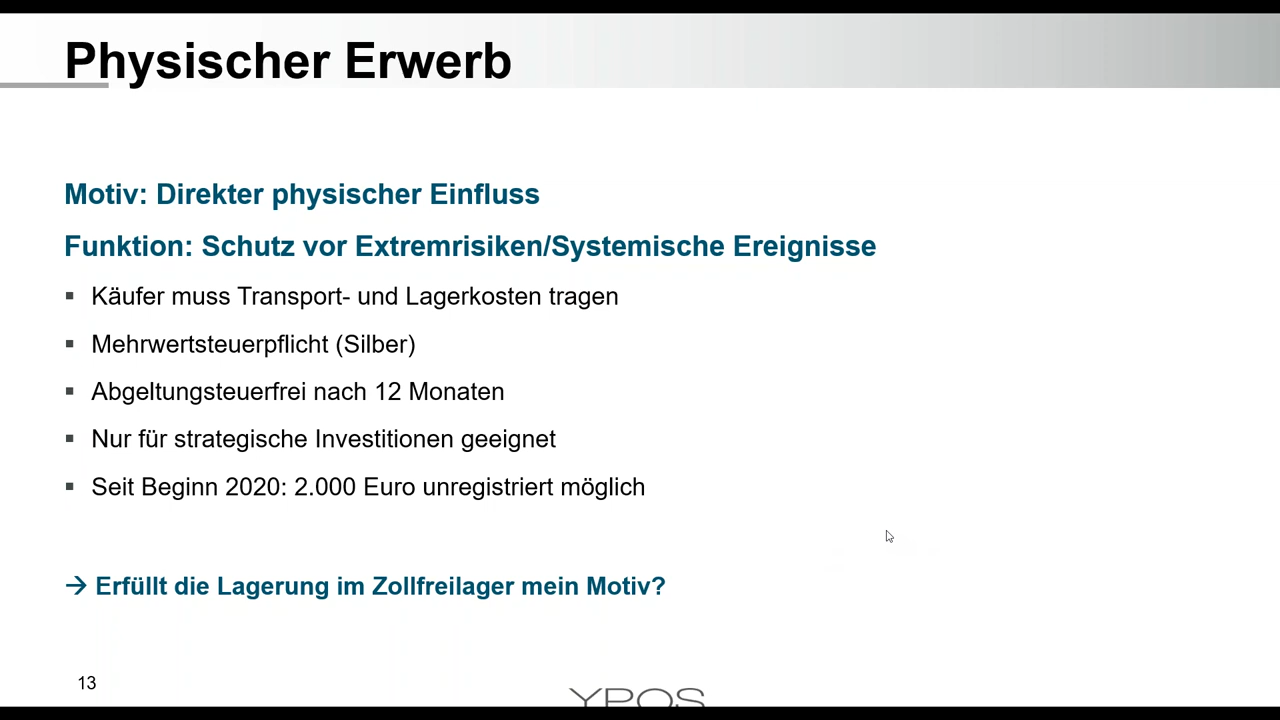 Physischer Erwerb
Motiv: Direkter physischer Einfluss
Funktion: Schutz vor Extremrisiken/Systemische Ereignisse
▪ Käufer muss Transport- und Lagerkosten tragen
▪ Mehrwertsteuerpflicht (Silber)
▪ Abgeltungsteuerfrei nach 12 Monaten
▪ Nur für strategische Investitionen geeignet
▪ Seit Beginn 2020: 2.000 Euro unregistriert möglich
→ Erfüllt die Lagerung im Zollfreilager mein Motiv?
13
YPOS